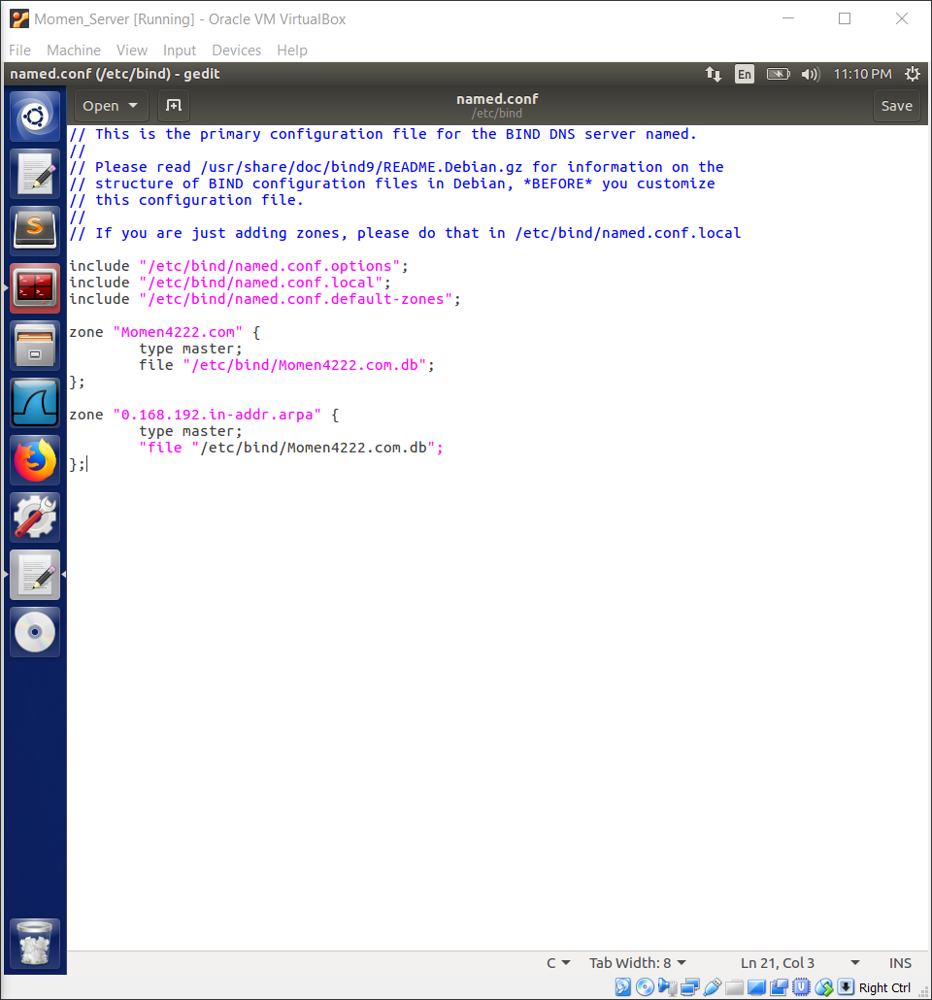 Momen_Server [Running] - Oracle VM VirtualBox
File Machine View Input Devices Help
named.conf (/etc/bind) - gedit
En
11:10 PM
Open
named.conf
/etc/bind
Save
// This is the primary configuration file for the BIND DNS server named.
//
// Please read /usr/share/doc/bind9/README.Debian.gz for information on the
// structure of BIND configuration files in Debian, *BEFORE* you customize
// this configuration file.
//
// If you are just adding zones, please do that in /etc/bind/named.conf.local
include "/etc/bind/named.conf.options";
include "/etc/bind/named.conf.local";
include "/etc/bind/named.conf.default-zones";
zone "Momen4222.com" {
type master;
file "/etc/bind/Momen4222.com.db";
};
zone "0.168.192.in-addr.arpa" {
type master;
"file "/etc/bind/Momen4222.com.db";
};
C Tab Width: 8 Ln 21, Col 3 INS
Right Ctrl